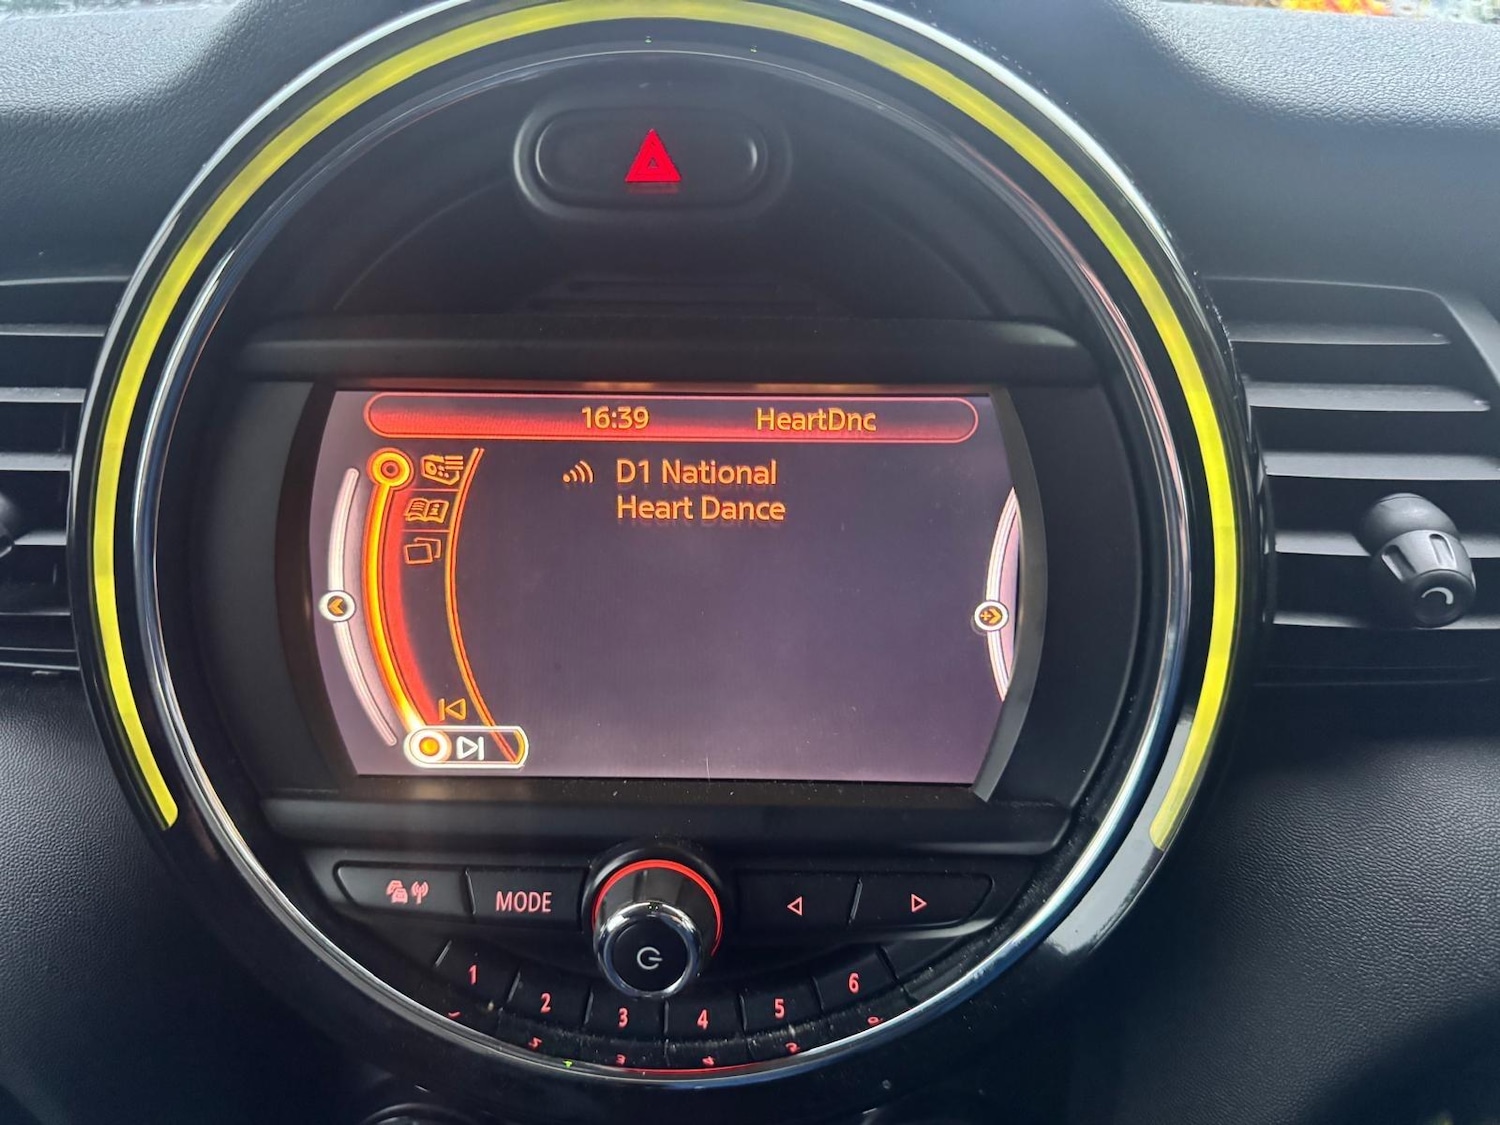 16:39 HeartDnc
D1 National
Heart Dance
MODE
1 2 3 4 5 6